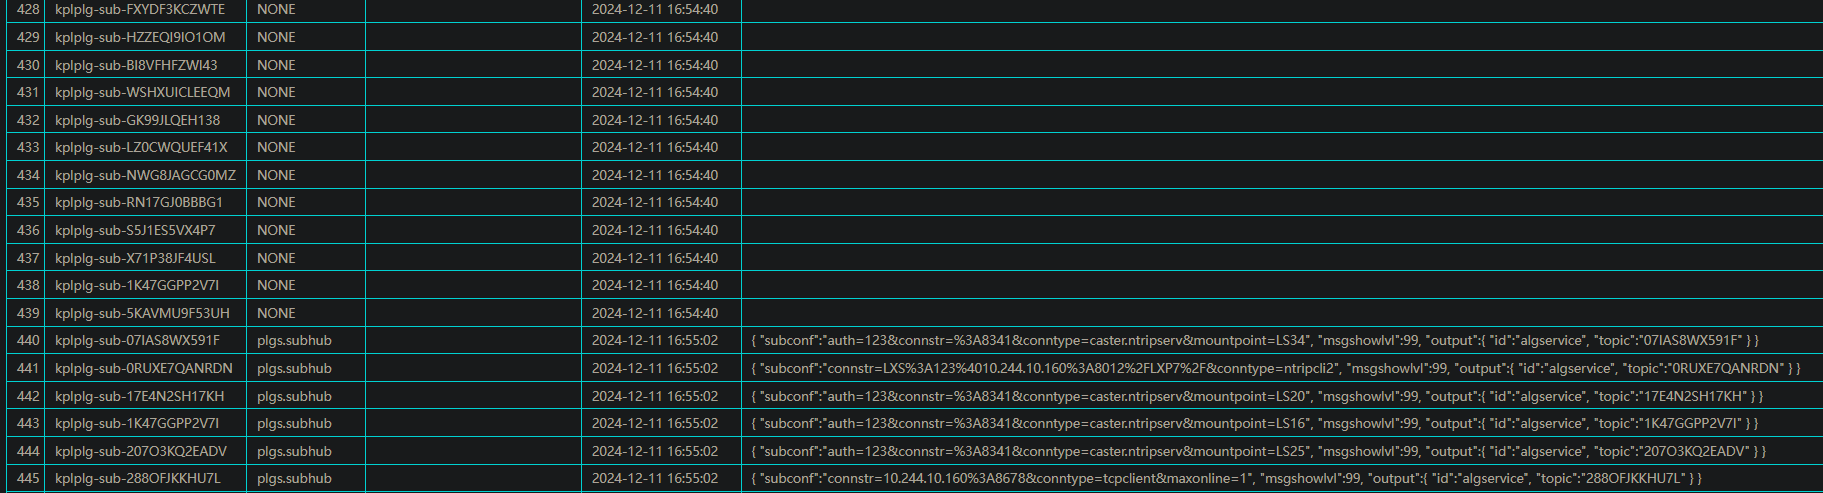 428 kplplg-sub-FXYDF3KCZWTE NONE 2024-12-11 16:54:40
429 kplplg-sub-HZZEQI9IO1OM NONE 2024-12-11 16:54:40
430 kplplg-sub-BI8VFHFZWI43 NONE 2024-12-11 16:54:40
431 kplplg-sub-WSHXUICLEEQM NONE 2024-12-11 16:54:40
432 kplplg-sub-GK99JLQEH138 NONE 2024-12-11 16:54:40
433 kplplg-sub-LZ0CWQUEF41X NONE 2024-12-11 16:54:40
434 kplplg-sub-NWG8JAGCG0MZ NONE 2024-12-11 16:54:40
435 kplplg-sub-RN17GJ0BBBG1 NONE 2024-12-11 16:54:40
436 kplplg-sub-S5J1ES5VX4P7 NONE 2024-12-11 16:54:40
437 kplplg-sub-X71P38JF4USL NONE 2024-12-11 16:54:40
438 kplplg-sub-1K47GGPP2V7I NONE 2024-12-11 16:54:40
439 kplplg-sub-5KAVMU9F53UH NONE 2024-12-11 16:54:40
440 kplplg-sub-07IAS8WX591F plgs.subhub 2024-12-11 16:55:02 { "subconf":"auth=123&connstr=%3A8341&conntype=caster.ntripserv&mountpoint=LS34", "msgshowlvl":99, "output":{ "id":"algservice", "topic":"07IAS8WX591F" } }
441 kplplg-sub-0RUXE7QANRDN plgs.subhub 2024-12-11 16:55:02 { "subconf":"connstr=LXS%3A123%4010.244.10.160%3A8012%2FLXP7%2F&conntype=ntripcli2", "msgshowlvl":99, "output":{ "id":"algservice", "topic":"0RUXE7QANRDN" } }
442 kplplg-sub-17E4N2SH17KH plgs.subhub 2024-12-11 16:55:02 { "subconf":"auth=123&connstr=%3A8341&conntype=caster.ntripserv&mountpoint=LS20", "msgshowlvl":99, "output":{ "id":"algservice", "topic":"17E4N2SH17KH" } }
443 kplplg-sub-1K47GGPP2V7I plgs.subhub 2024-12-11 16:55:02 { "subconf":"auth=123&connstr=%3A8341&conntype=caster.ntripserv&mountpoint=LS16", "msgshowlvl":99, "output":{ "id":"algservice", "topic":"1K47GGPP2V7I" } }
444 kplplg-sub-207O3KQ2EADV plgs.subhub 2024-12-11 16:55:02 { "subconf":"auth=123&connstr=%3A8341&conntype=caster.ntripserv&mountpoint=LS25", "msgshowlvl":99, "output":{ "id":"algservice", "topic":"207O3KQ2EADV" } }
445 kplplg-sub-288OFJKKHU7L plgs.subhub 2024-12-11 16:55:02 { "subconf":"connstr=10.244.10.160%3A8678&conntype=tcpclient&maxonline=1", "msgshowlvl":99, "output":{ "id":"algservice", "topic":"288OFJKKHU7L" } }